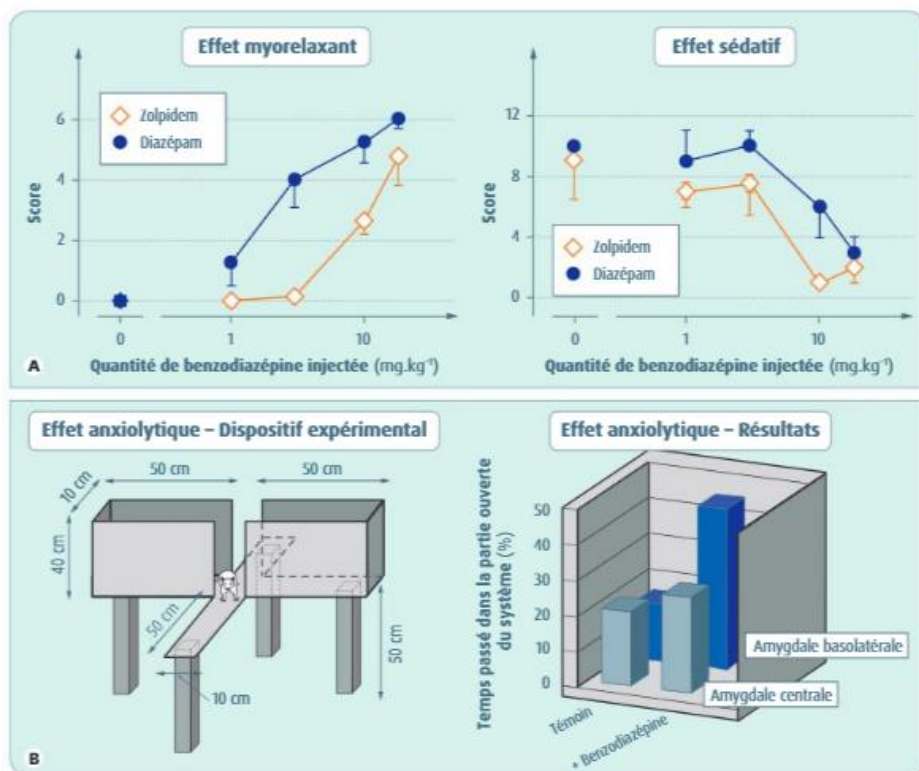 Effet myorelaxant
Score
6
4
2
0
Zolpidem
Diazépam
0
1
10
Effet sédatif
Score
12
8
4
0
Zolpidem
Diazépam
0
1
10
A
Quantité de benzodiazépine injectée (mg.kg⁻¹)
Quantité de benzodiazépine injectée (mg.kg⁻¹)
Effet anxiolytique – Dispositif expérimental
10 cm
50 cm
50 cm
40 cm
50 cm
50 cm
10 cm
B
Effet anxiolytique – Résultats
Temps passé dans la partie ouverte
du système (%)
50
40
30
20
10
0
Amygdale basolatérale
Amygdale centrale
Témoin
+ Benzodiazépine